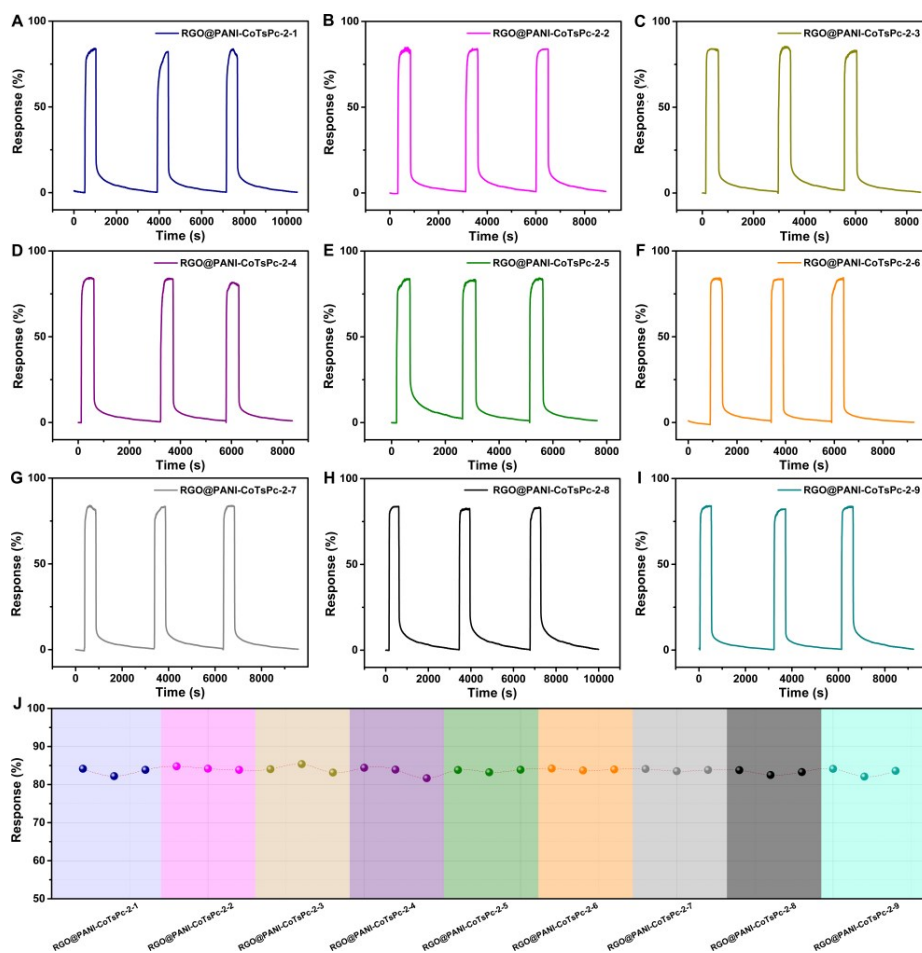 A
RGO@PANI-CoTsPc-2-1
Response (%)
100
75
50
25
0
0 2000 4000 6000 8000 10000
Time (s)
B
RGO@PANI-CoTsPc-2-2
Response (%)
100
50
0
0 2000 4000 6000 8000
Time (s)
C
RGO@PANI-CoTsPc-2-3
Response (%)
100
50
0
0 2000 4000 6000 8000
Time (s)
D
RGO@PANI-CoTsPc-2-4
Response (%)
100
50
0
0 2000 4000 6000 8000
Time (s)
E
RGO@PANI-CoTsPc-2-5
Response (%)
100
50
0
0 2000 4000 6000 8000
Time (s)
F
RGO@PANI-CoTsPc-2-6
Response (%)
100
50
0
0 2000 4000 6000 8000
Time (s)
G
RGO@PANI-CoTsPc-2-7
Response (%)
100
50
0
0 2000 4000 6000 8000
Time (s)
H
RGO@PANI-CoTsPc-2-8
Response (%)
100
50
0
0 2000 4000 6000 8000 10000
Time (s)
I
RGO@PANI-CoTsPc-2-9
Response (%)
100
50
0
0 2000 4000 6000 8000
Time (s)
J
Response (%)
100
90
80
70
60
50
RGO@PANI-CoTsPc-2-1
RGO@PANI-CoTsPc-2-2
RGO@PANI-CoTsPc-2-3
RGO@PANI-CoTsPc-2-4
RGO@PANI-CoTsPc-2-5
RGO@PANI-CoTsPc-2-6
RGO@PANI-CoTsPc-2-7
RGO@PANI-CoTsPc-2-8
RGO@PANI-CoTsPc-2-9